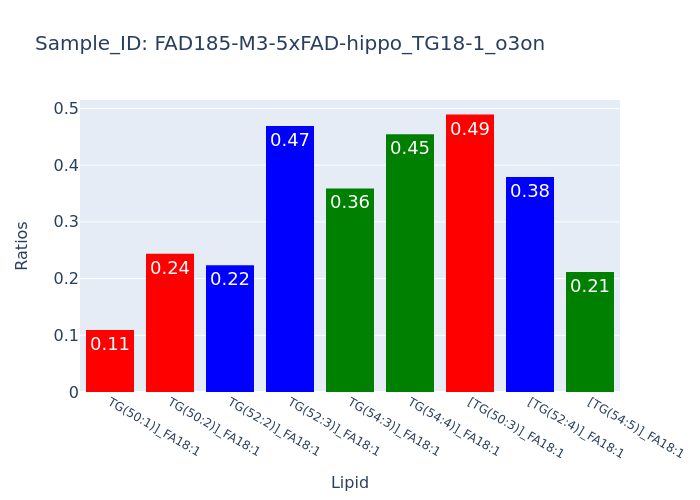 Sample_ID: FAD185-M3-5xFAD-hippo_TG18-1_o3on
Ratios
0.5
0.4
0.3
0.2
0.1
0
0.11
0.24
0.22
0.47
0.36
0.45
0.49
0.38
0.21
TG(50:1)]_FA18:1
TG(50:2)]_FA18:1
TG(52:2)]_FA18:1
TG(52:3)]_FA18:1
TG(54:3)]_FA18:1
TG(54:4)]_FA18:1
[TG(50:3)]_FA18:1
[TG(52:4)]_FA18:1
[TG(54:5)]_FA18:1
Lipid